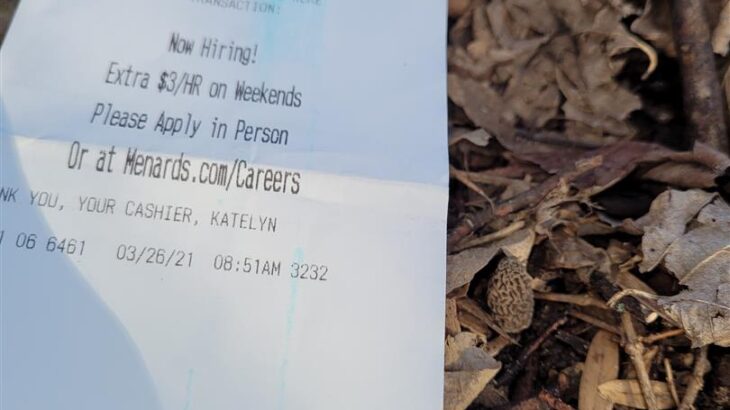 TRANSACTION:
Now Hiring!
Extra $3/HR on Weekends
Please Apply in Person
Or at Menards.com/Careers
YOU, YOUR CASHIER, KATELYN
06 6461 03/26/21 08:51AM 3232